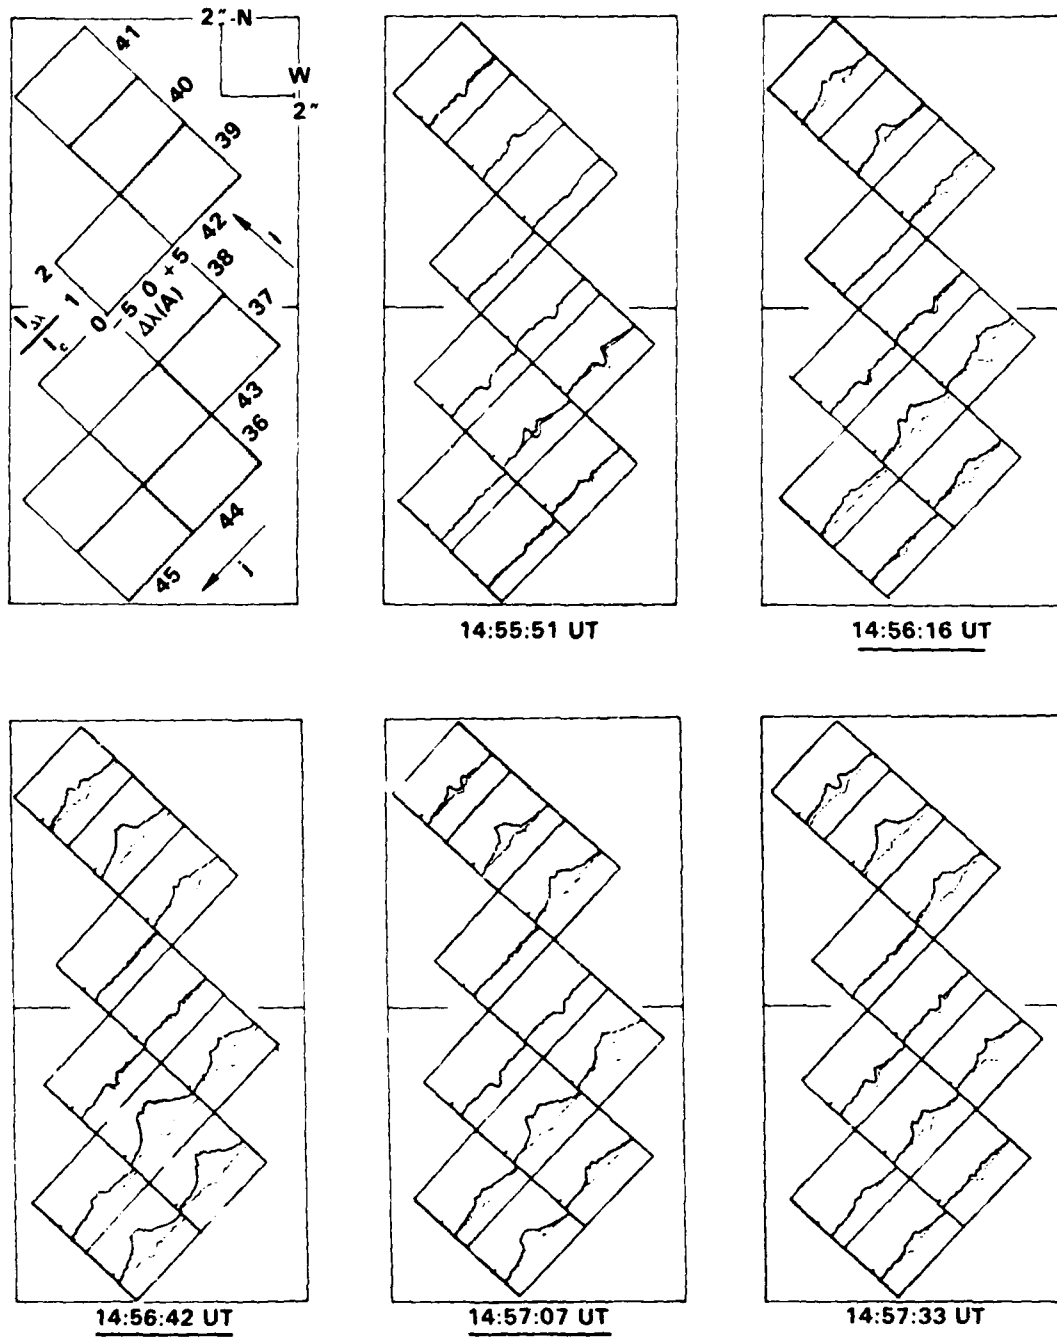 2"-N
W
2"
41
40
39
42
38
37
43
36
44
45
i
j
2
1
0
-5 0 +5
Δλ(A)
I_Δλ
I_c
14:55:51 UT
14:56:16 UT
14:56:42 UT
14:57:07 UT
14:57:33 UT